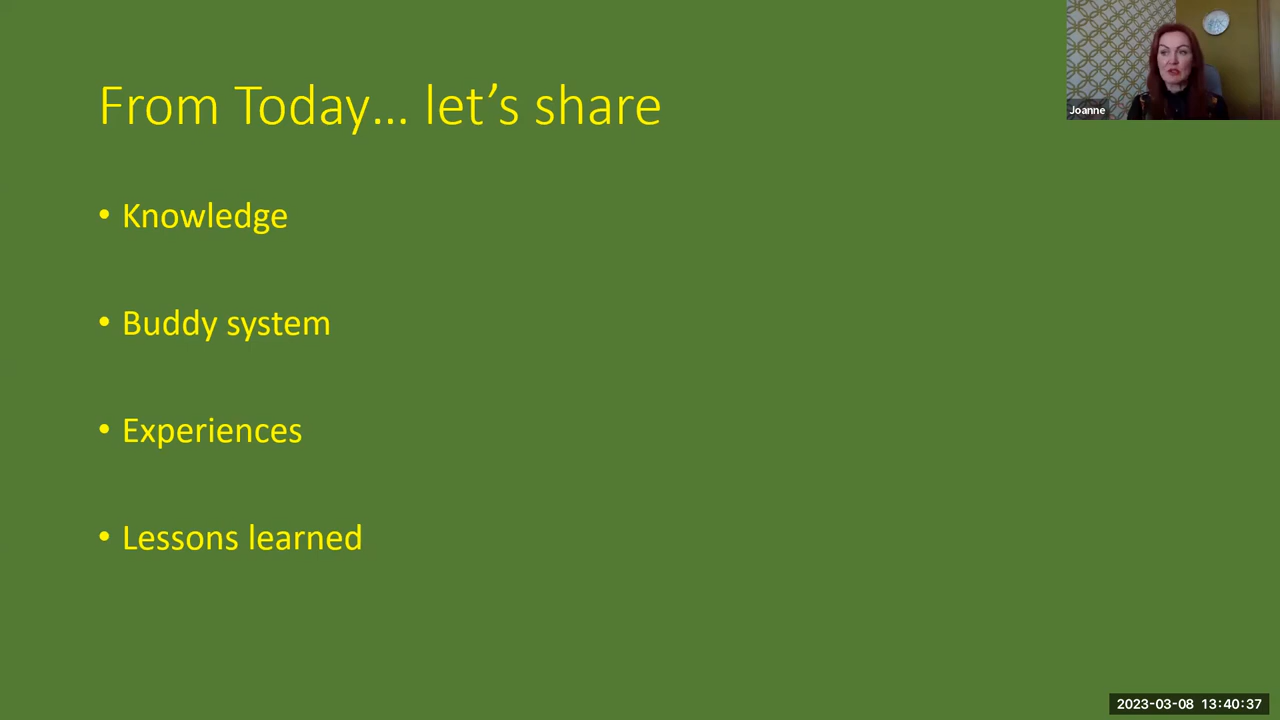 From Today... let's share
• Knowledge
• Buddy system
• Experiences
• Lessons learned
Joanne
2023-03-08 13:40:37